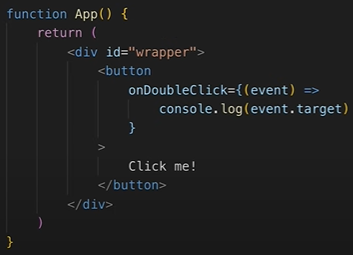 function App() {
    return (
        <div id="wrapper">
            <button
                onDoubleClick={(event) =>
                    console.log(event.target)
                }
            >
                Click me!
            </button>
        </div>
    )
}